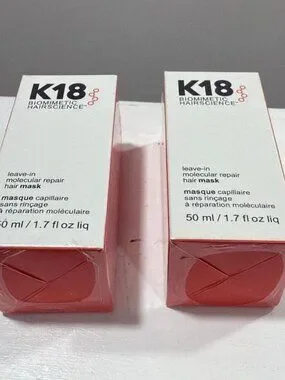 K18
BIOMIMETIC
HAIRSCIENCE™
leave-in
molecular repair
hair mask
masque capillaire
sans rinçage
à réparation moléculaire
50 ml / 1.7 fl oz liq
K18
BIOMIMETIC
HAIRSCIENCE™
leave-in
molecular repair
hair mask
masque capillaire
sans rinçage
à réparation moléculaire
50 ml / 1.7 fl oz liq